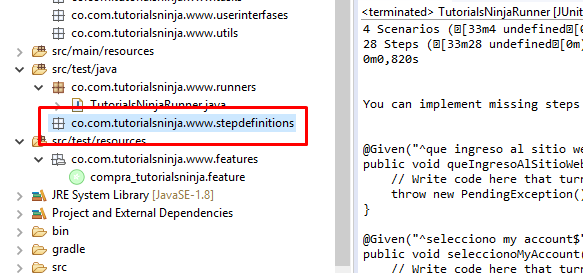 co.com.tutorialsninja.www.userinterfases
co.com.tutorialsninja.www.utils
src/main/resources
src/test/java
co.com.tutorialsninja.www.runners
TutorialsNinjaRunner.java
co.com.tutorialsninja.www.stepdefinitions
src/test/resources
co.com.tutorialsninja.www.features
compra_tutorialsninja.feature
JRE System Library [JavaSE-1.8]
Project and External Dependencies
bin
gradle
src
<terminated> TutorialsNinjaRunner [JUnit
4 Scenarios ([33m4 undefined[0m)
28 Steps ([33m28 undefined[0m)
0m0,820s
You can implement missing steps
@Given("^que ingreso al sitio we
public void queIngresoAlSitioWeb
// Write code here that turn
throw new PendingException()
}
@Given("^selecciono my account$"
public void seleccionoMyAccount(
// Write code here that turn